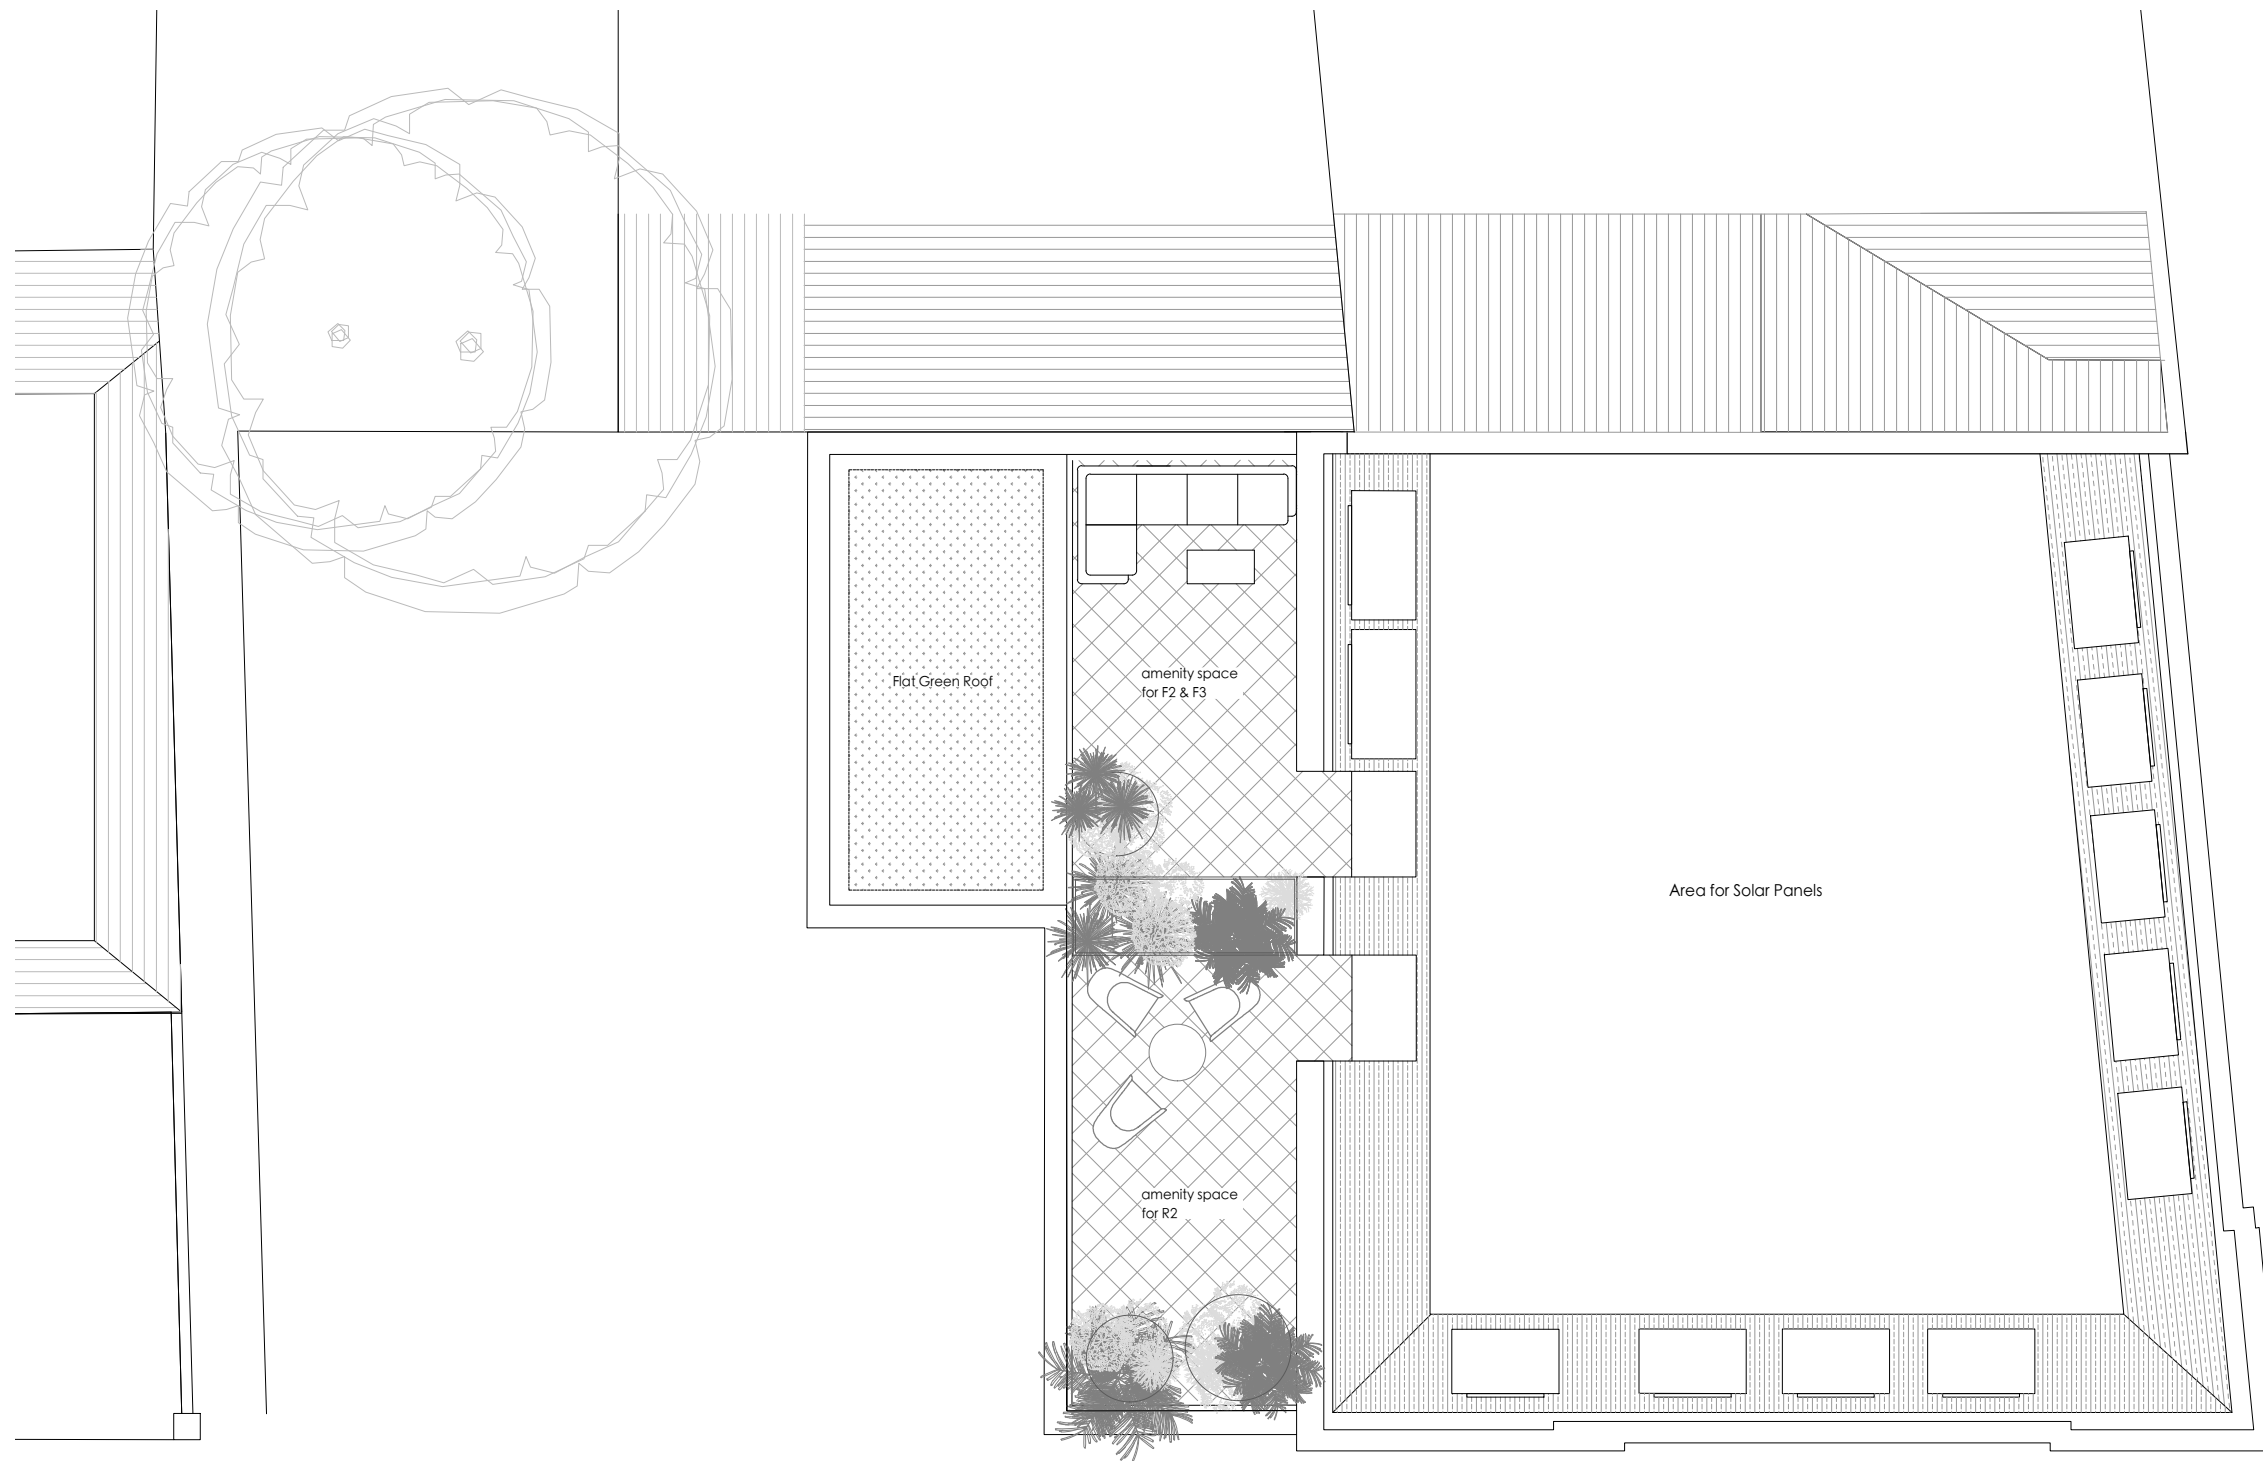 Flat Green Roof
amenity space
for F2 & F3
Area for Solar Panels
amenity space
for R2